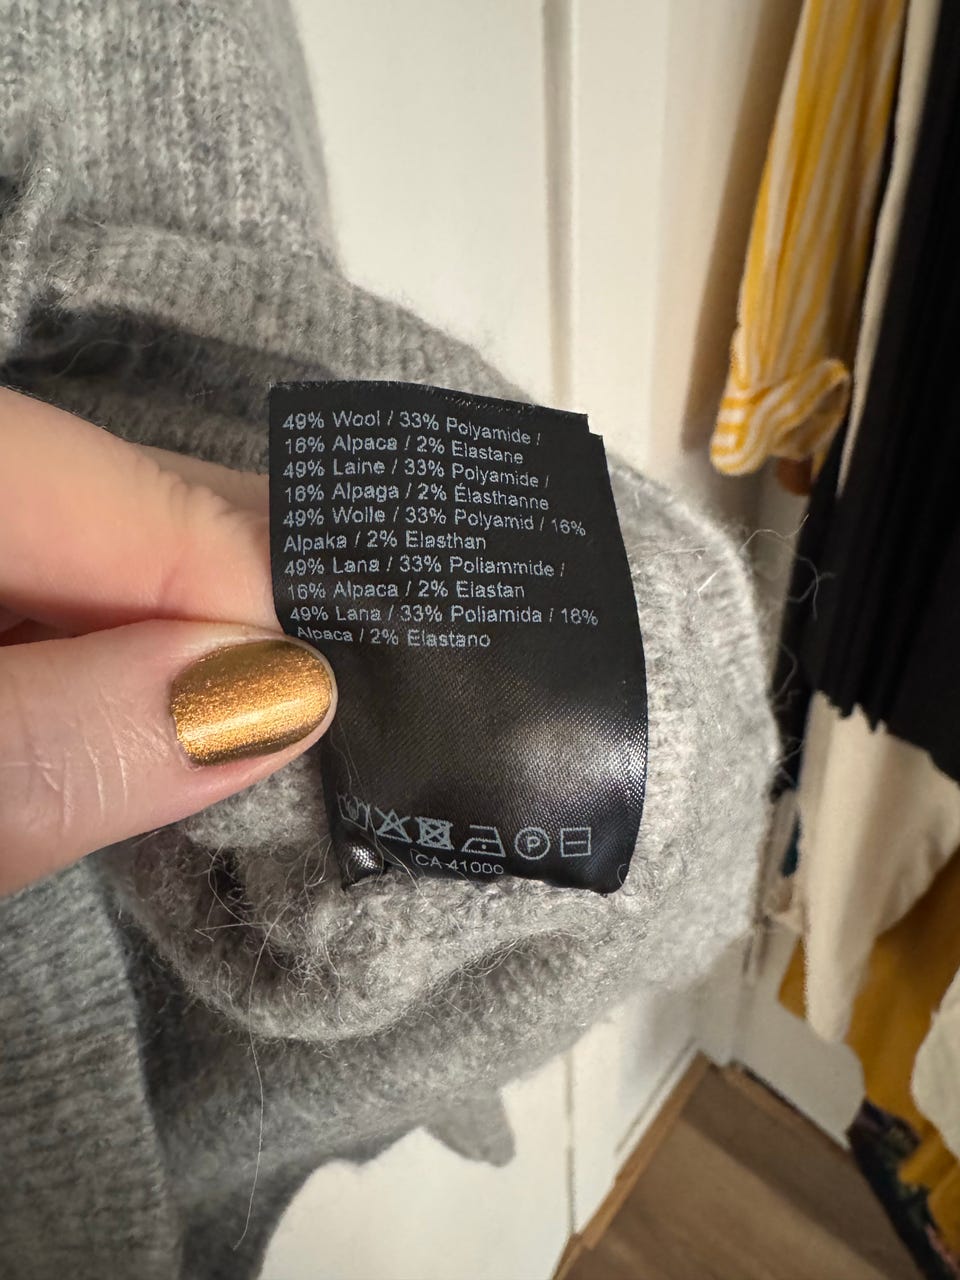 49% Wool / 33% Polyamide /
16% Alpaca / 2% Elastane
49% Laine / 33% Polyamide /
16% Alpaga / 2% Élasthanne
49% Wolle / 33% Polyamid / 16%
Alpaka / 2% Elasthan
49% Lana / 33% Poliammide /
16% Alpaca / 2% Elastan
49% Lana / 33% Poliamida / 16%
Alpaca / 2% Elastano
P
CA 41000